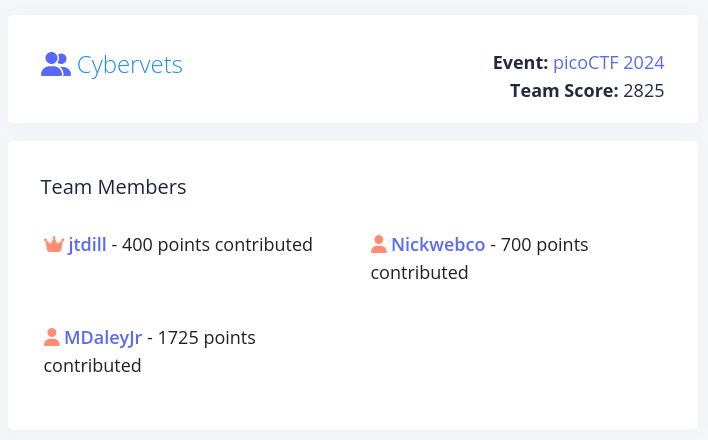 Cybervets
Event: picoCTF 2024
Team Score: 2825
Team Members
jtdill - 400 points contributed
Nickwebco - 700 points
contributed
MDaleyJr - 1725 points
contributed